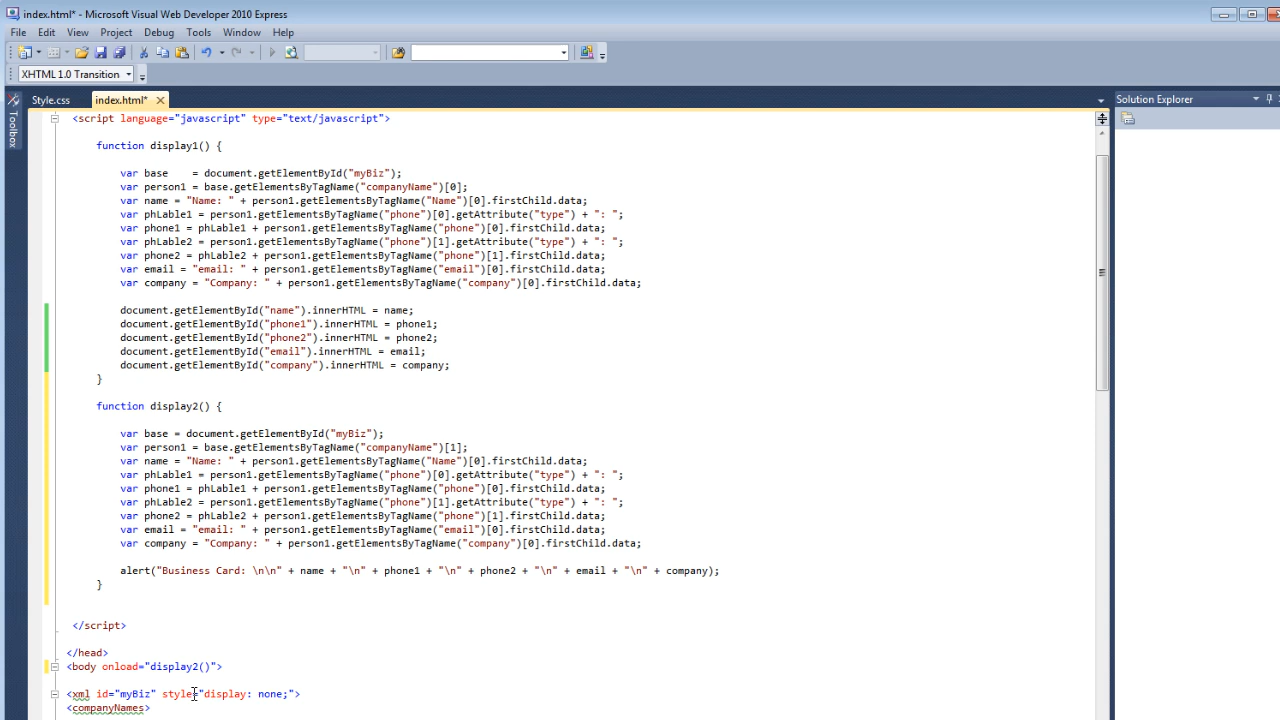 index.html* - Microsoft Visual Web Developer 2010 Express
File Edit View Project Debug Tools Window Help
XHTML 1.0 Transition
Style.css index.html* Solution Explorer
Toolbox
<script language="javascript" type="text/javascript">
function display1() {
var base    = document.getElementById("myBiz");
var person1 = base.getElementsByTagName("companyName")[0];
var name = "Name: " + person1.getElementsByTagName("Name")[0].firstChild.data;
var phLable1 = person1.getElementsByTagName("phone")[0].getAttribute("type") + ": ";
var phone1 = phLable1 + person1.getElementsByTagName("phone")[0].firstChild.data;
var phLable2 = person1.getElementsByTagName("phone")[1].getAttribute("type") + ": ";
var phone2 = phLable2 + person1.getElementsByTagName("phone")[1].firstChild.data;
var email = "email: " + person1.getElementsByTagName("email")[0].firstChild.data;
var company = "Company: " + person1.getElementsByTagName("company")[0].firstChild.data;
document.getElementById("name").innerHTML = name;
document.getElementById("phone1").innerHTML = phone1;
document.getElementById("phone2").innerHTML = phone2;
document.getElementById("email").innerHTML = email;
document.getElementById("company").innerHTML = company;
}
function display2() {
var base = document.getElementById("myBiz");
var person1 = base.getElementsByTagName("companyName")[1];
var name = "Name: " + person1.getElementsByTagName("Name")[0].firstChild.data;
var phLable1 = person1.getElementsByTagName("phone")[0].getAttribute("type") + ": ";
var phone1 = phLable1 + person1.getElementsByTagName("phone")[0].firstChild.data;
var phLable2 = person1.getElementsByTagName("phone")[1].getAttribute("type") + ": ";
var phone2 = phLable2 + person1.getElementsByTagName("phone")[1].firstChild.data;
var email = "email: " + person1.getElementsByTagName("email")[0].firstChild.data;
var company = "Company: " + person1.getElementsByTagName("company")[0].firstChild.data;
alert("Business Card: \n\n" + name + "\n" + phone1 + "\n" + phone2 + "\n" + email + "\n" + company);
}
</script>
</head>
<body onload="display2()">
<xml id="myBiz" style="display: none;">
<companyNames>